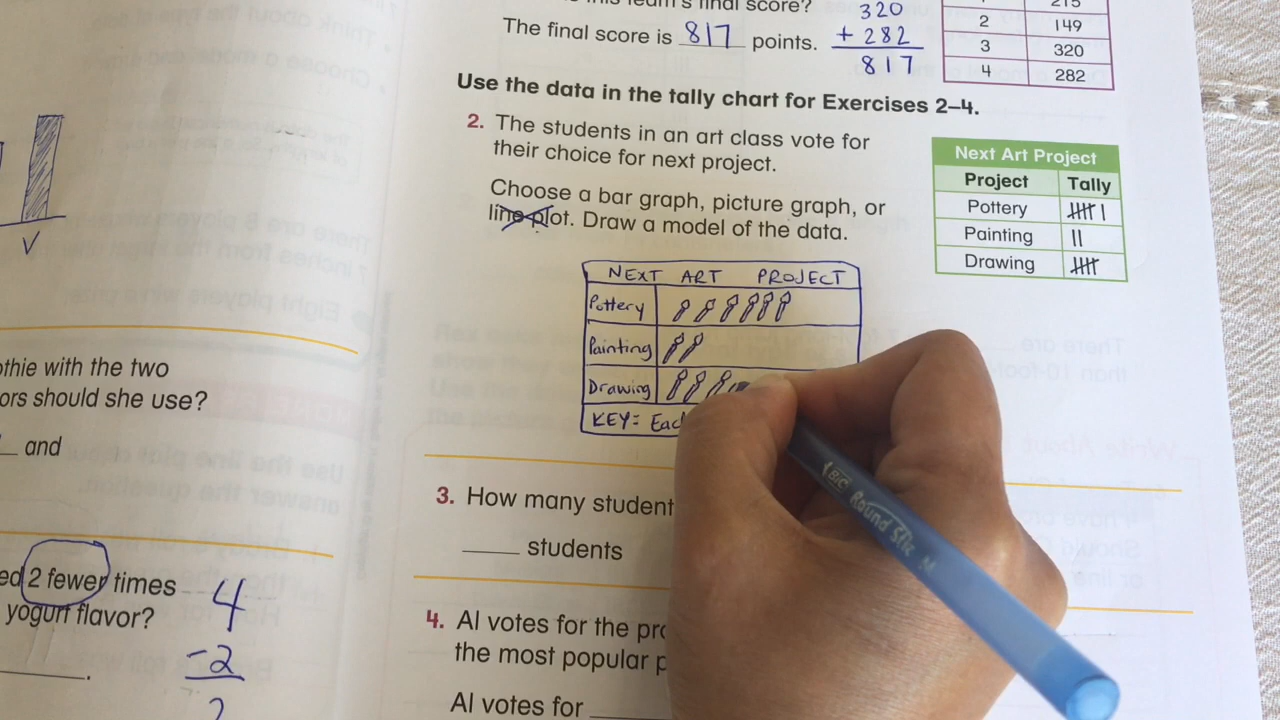 thie with the two
ors should she use?
and
ed 2 fewer times
yogurt flavor?
4
-2
2
V
final score?
The final score is 817 points.
320
+ 282
817
215
2 149
3 320
4 282
Use the data in the tally chart for Exercises 2–4.
2. The students in an art class vote for
their choice for next project.
Choose a bar graph, picture graph, or
line plot. Draw a model of the data.
Next Art Project
Project Tally
Pottery
Painting
Drawing
NEXT ART PROJECT
Pottery
Painting
Drawing
KEY= Eac
3. How many student
students
4. Al votes for the pro
the most popular p
Al votes for
BIC Round Stic M